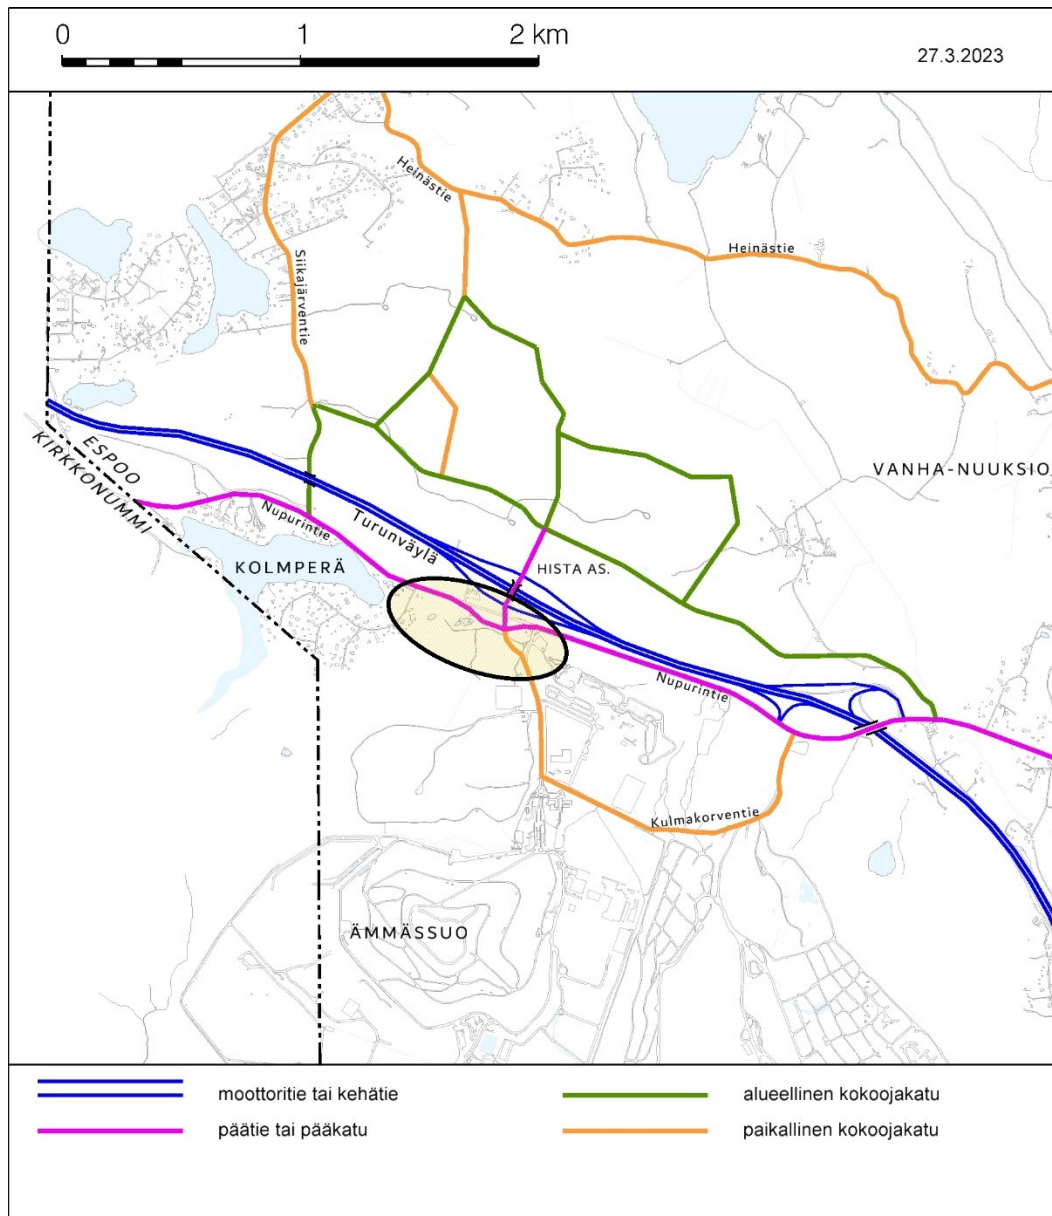 0 1 2 km
27.3.2023
Heinästie
Heinästie
Siikajärventie
ESPOO
KIRKKONUMMI
VANHA-NUUKSIO
Nupurintie
Turunväylä
KOLMPERÄ
HISTA AS.
Nupurintie
Kulmakorventie
ÄMMÄSSUO
moottoritie tai kehätie
alueellinen kokoojakatu
päätie tai pääkatu
paikallinen kokoojakatu